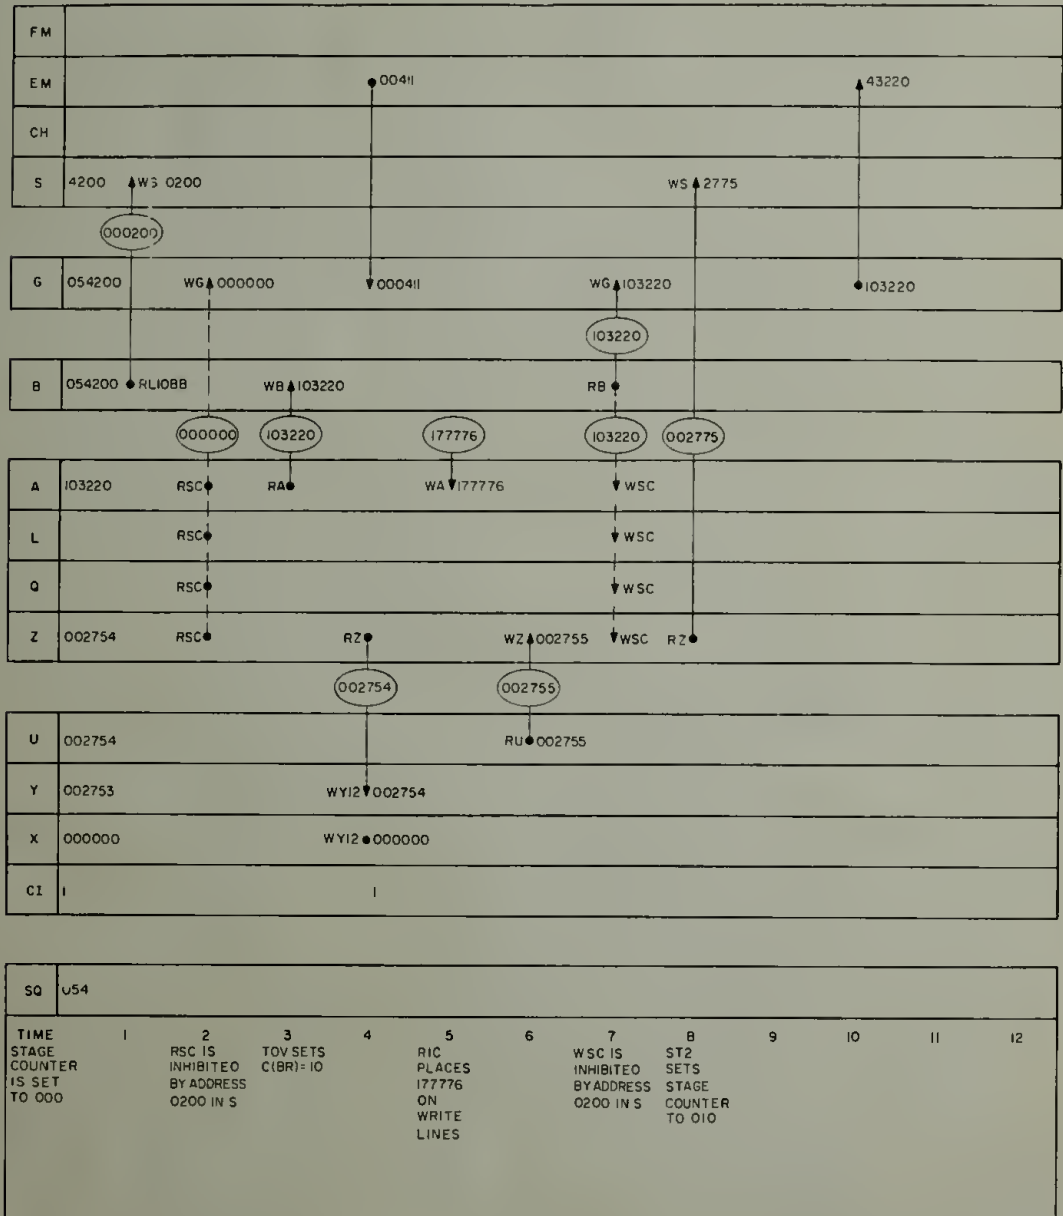 FM
EM 00411 43220
CH
S 4200 WS 0200 WS 2775
000200
G 054200 WG 000000 000411 WG 103220 103220
103220
B 054200 RL10BB WB 103220 RB
000000 103220 177776 103220 002775
A 103220 RSC RA WA 177776 WSC
L RSC WSC
Q RSC WSC
Z 002754 RSC RZ WZ 002755 WSC RZ
002754 002755
U 002754 RU 002755
Y 002753 WY12 002754
X 000000 WY12 000000
CI 1 1
SQ 054
TIME 1 2 3 4 5 6 7 8 9 10 11 12
STAGE COUNTER IS SET TO 000
RSC IS INHIBITED BY ADDRESS 0200 IN S
TOV SETS C(BR)=10
R1C PLACES 177776 ON WRITE LINES
WSC IS INHIBITED BY ADDRESS 0200 IN S
ST2 SETS STAGE COUNTER TO 010